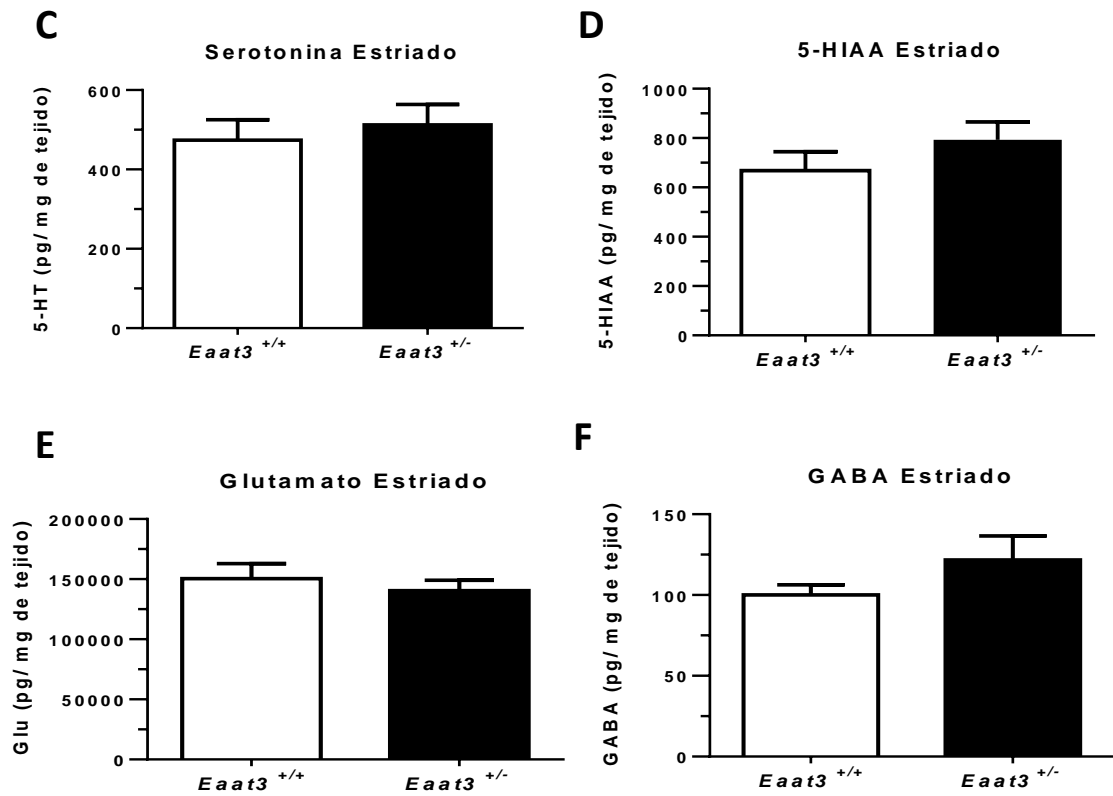 C
Serotonina Estriado
5-HT (pg/mg de tejido)
600
400
200
0
Eaat3 +/+
Eaat3 +/-
D
5-HIAA Estriado
5-HIAA (pg/mg de tejido)
1000
800
600
400
200
0
Eaat3 +/+
Eaat3 +/-
E
Glutamato Estriado
Glu (pg/mg de tejido)
200000
150000
100000
50000
0
Eaat3 +/+
Eaat3 +/-
F
GABA Estriado
GABA (pg/mg de tejido)
150
100
50
0
Eaat3 +/+
Eaat3 +/-